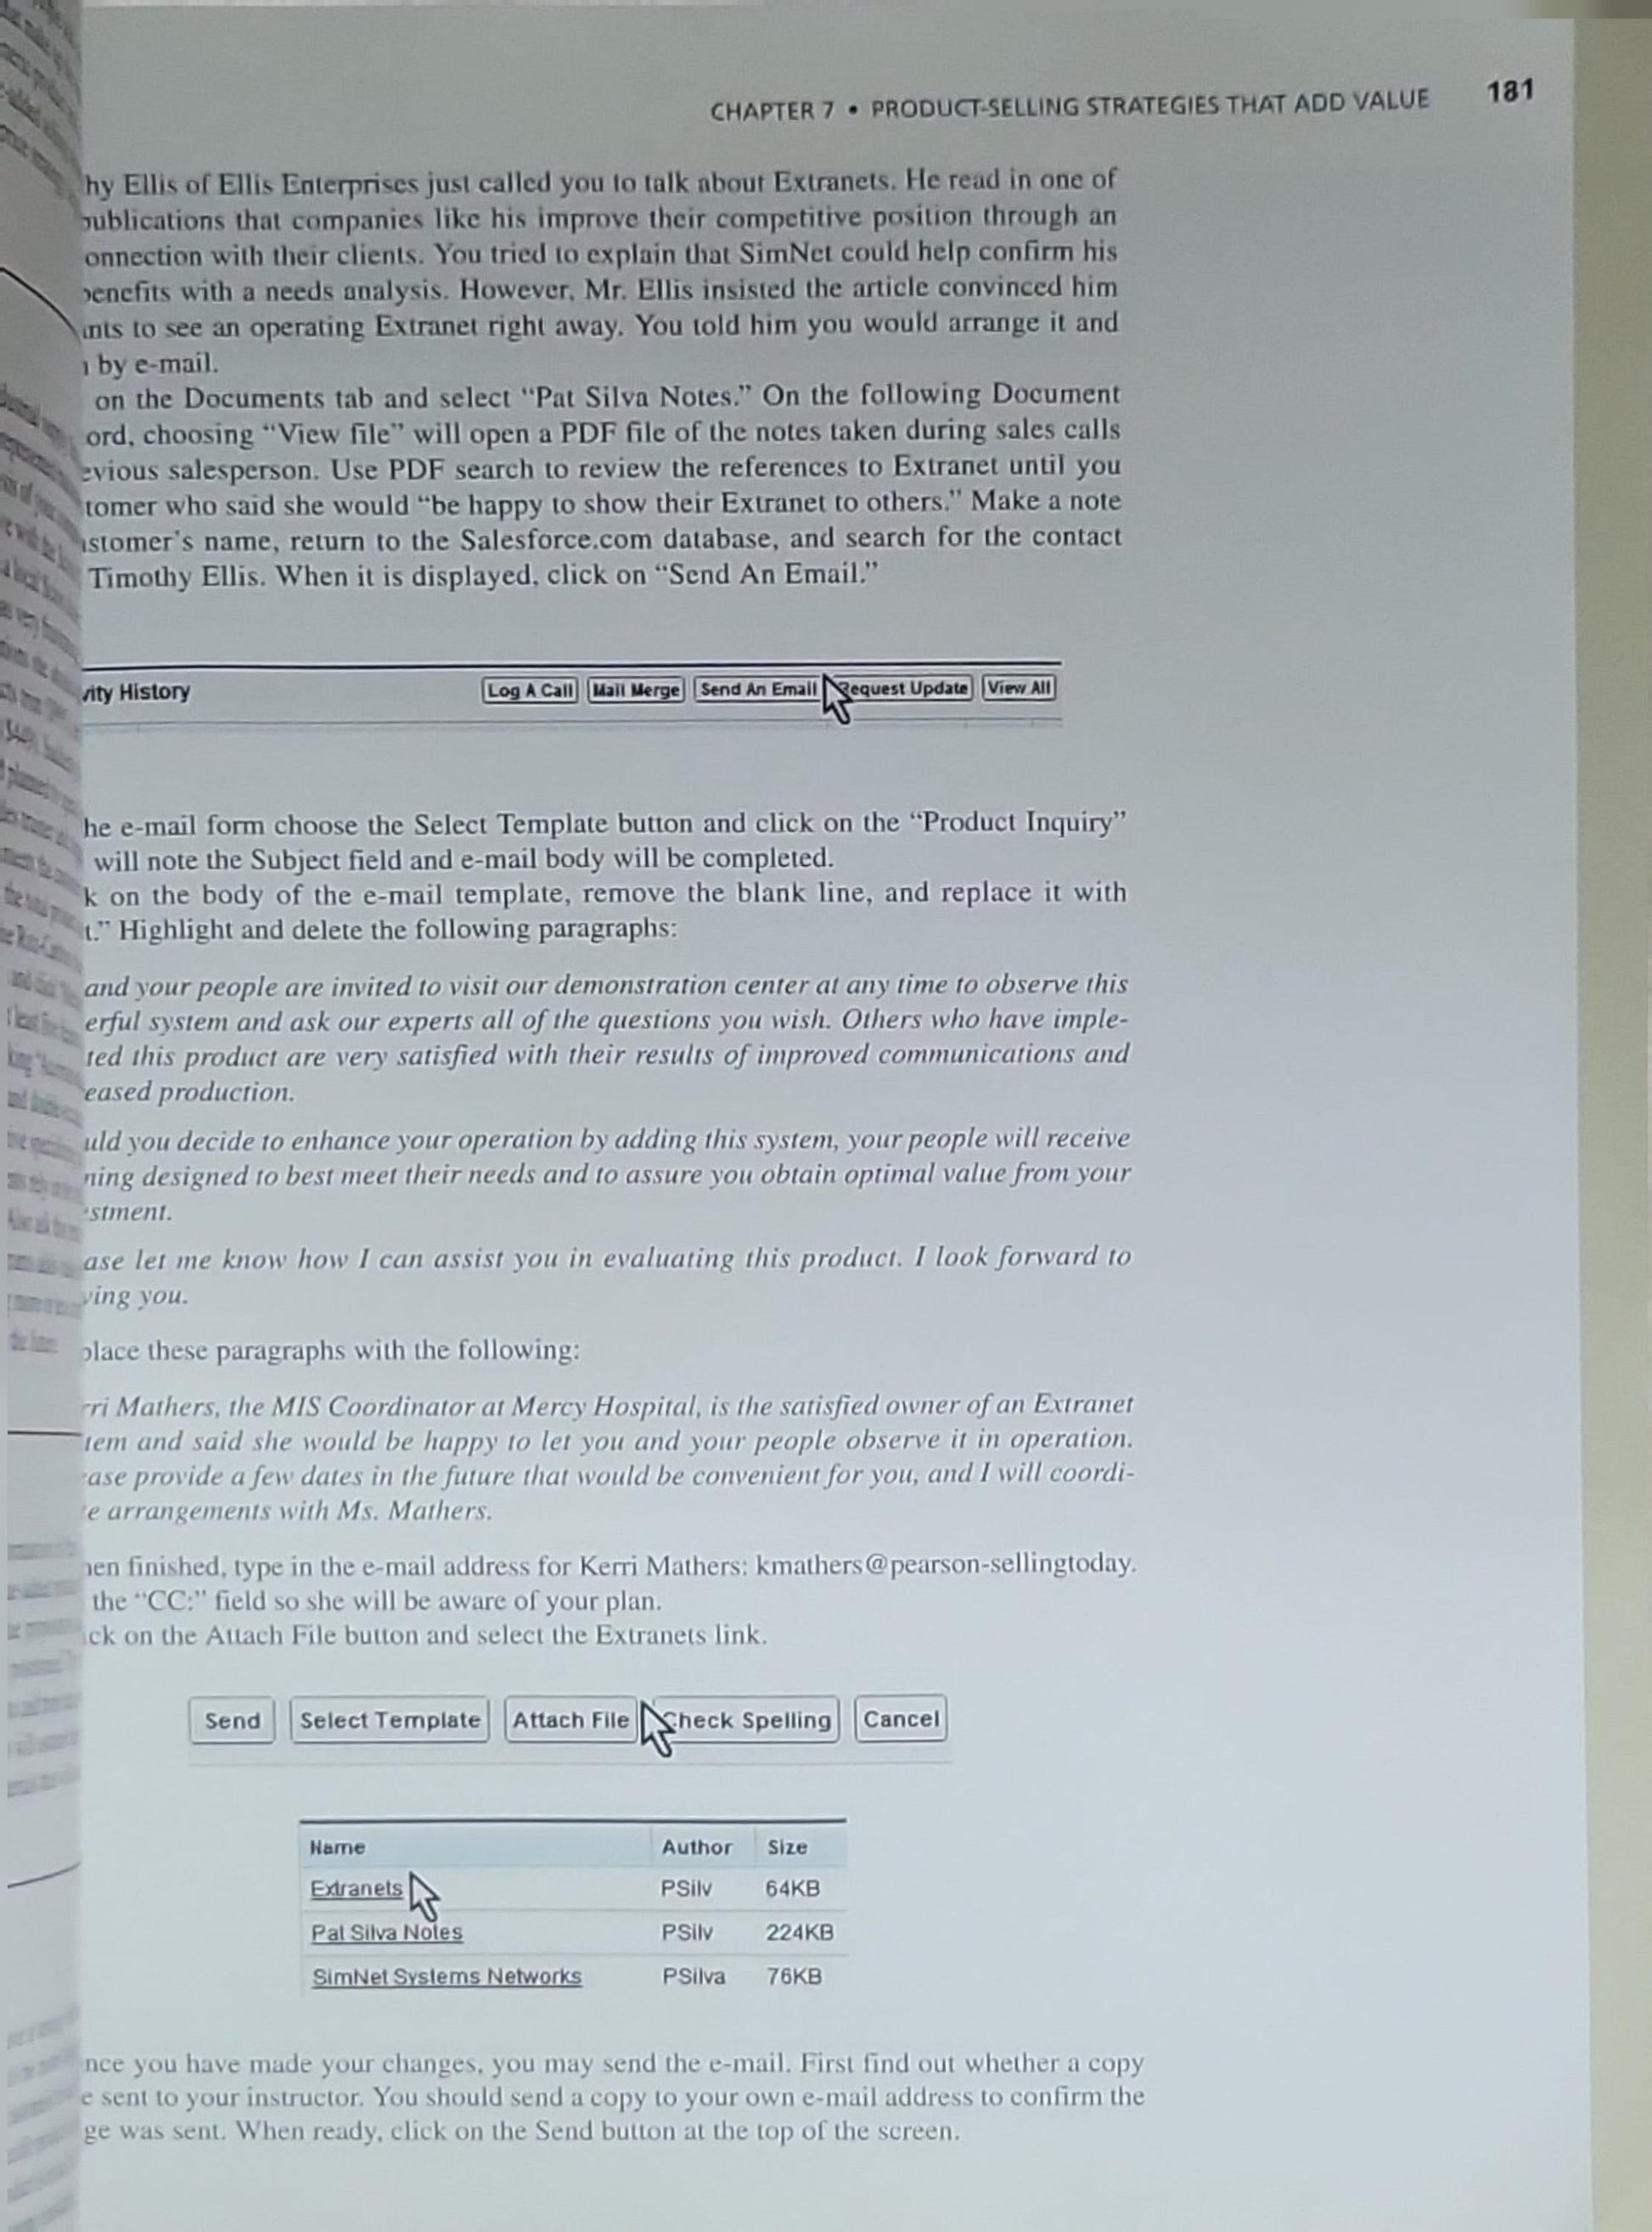 CHAPTER 7 • PRODUCT-SELLING STRATEGIES THAT ADD VALUE 181
hy Ellis of Ellis Enterprises just called you to talk about Extranets. He read in one of
publications that companies like his improve their competitive position through an
onnection with their clients. You tried to explain that SimNet could help confirm his
benefits with a needs analysis. However, Mr. Ellis insisted the article convinced him
ants to see an operating Extranet right away. You told him you would arrange it and
by e-mail.
on the Documents tab and select “Pat Silva Notes.” On the following Document
ord, choosing “View file” will open a PDF file of the notes taken during sales calls
evious salesperson. Use PDF search to review the references to Extranet until you
tomer who said she would “be happy to show their Extranet to others.” Make a note
ustomer's name, return to the Salesforce.com database, and search for the contact
Timothy Ellis. When it is displayed, click on “Send An Email.”
vity History Log A Call Mail Merge Send An Email Request Update View All
he e-mail form choose the Select Template button and click on the “Product Inquiry”
will note the Subject field and e-mail body will be completed.
k on the body of the e-mail template, remove the blank line, and replace it with
t.” Highlight and delete the following paragraphs:
and your people are invited to visit our demonstration center at any time to observe this
erful system and ask our experts all of the questions you wish. Others who have imple-
ted this product are very satisfied with their results of improved communications and
eased production.
uld you decide to enhance your operation by adding this system, your people will receive
ning designed to best meet their needs and to assure you obtain optimal value from your
estment.
ase let me know how I can assist you in evaluating this product. I look forward to
ving you.
place these paragraphs with the following:
rri Mathers, the MIS Coordinator at Mercy Hospital, is the satisfied owner of an Extranet
tem and said she would be happy to let you and your people observe it in operation.
ease provide a few dates in the future that would be convenient for you, and I will coordi-
e arrangements with Ms. Mathers.
hen finished, type in the e-mail address for Kerri Mathers: kmathers@pearson-sellingtoday.
the “CC:” field so she will be aware of your plan.
ick on the Attach File button and select the Extranets link.
Send Select Template Attach File Check Spelling Cancel
Name Author Size
Extranets PSilv 64KB
Pat Silva Notes PSilv 224KB
SimNet Systems Networks PSilva 76KB
nce you have made your changes, you may send the e-mail. First find out whether a copy
e sent to your instructor. You should send a copy to your own e-mail address to confirm the
ge was sent. When ready, click on the Send button at the top of the screen.